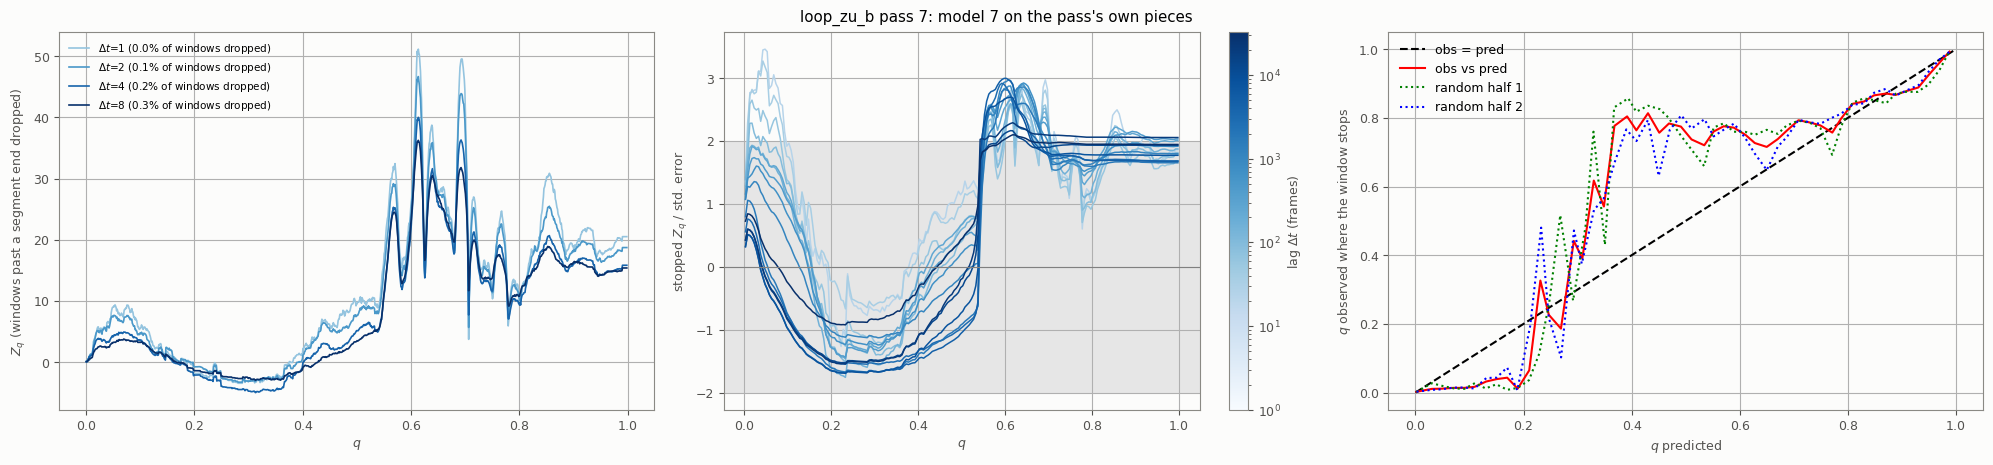 loop_zu_b pass 7: model 7 on the pass's own pieces
Z_q (windows past a segment end dropped)
50
40
30
20
10
0
Δt=1 (0.0% of windows dropped)
Δt=2 (0.1% of windows dropped)
Δt=4 (0.2% of windows dropped)
Δt=8 (0.3% of windows dropped)
0.0 0.2 0.4 0.6 0.8 1.0
q
stopped Z_q / std. error
3
2
1
0
−1
−2
0.0 0.2 0.4 0.6 0.8 1.0
q
10^4
10^3
10^2
10^1
10^0
lag Δt (frames)
q observed where the window stops
1.0
0.8
0.6
0.4
0.2
0.0
obs = pred
obs vs pred
random half 1
random half 2
0.0 0.2 0.4 0.6 0.8 1.0
q predicted